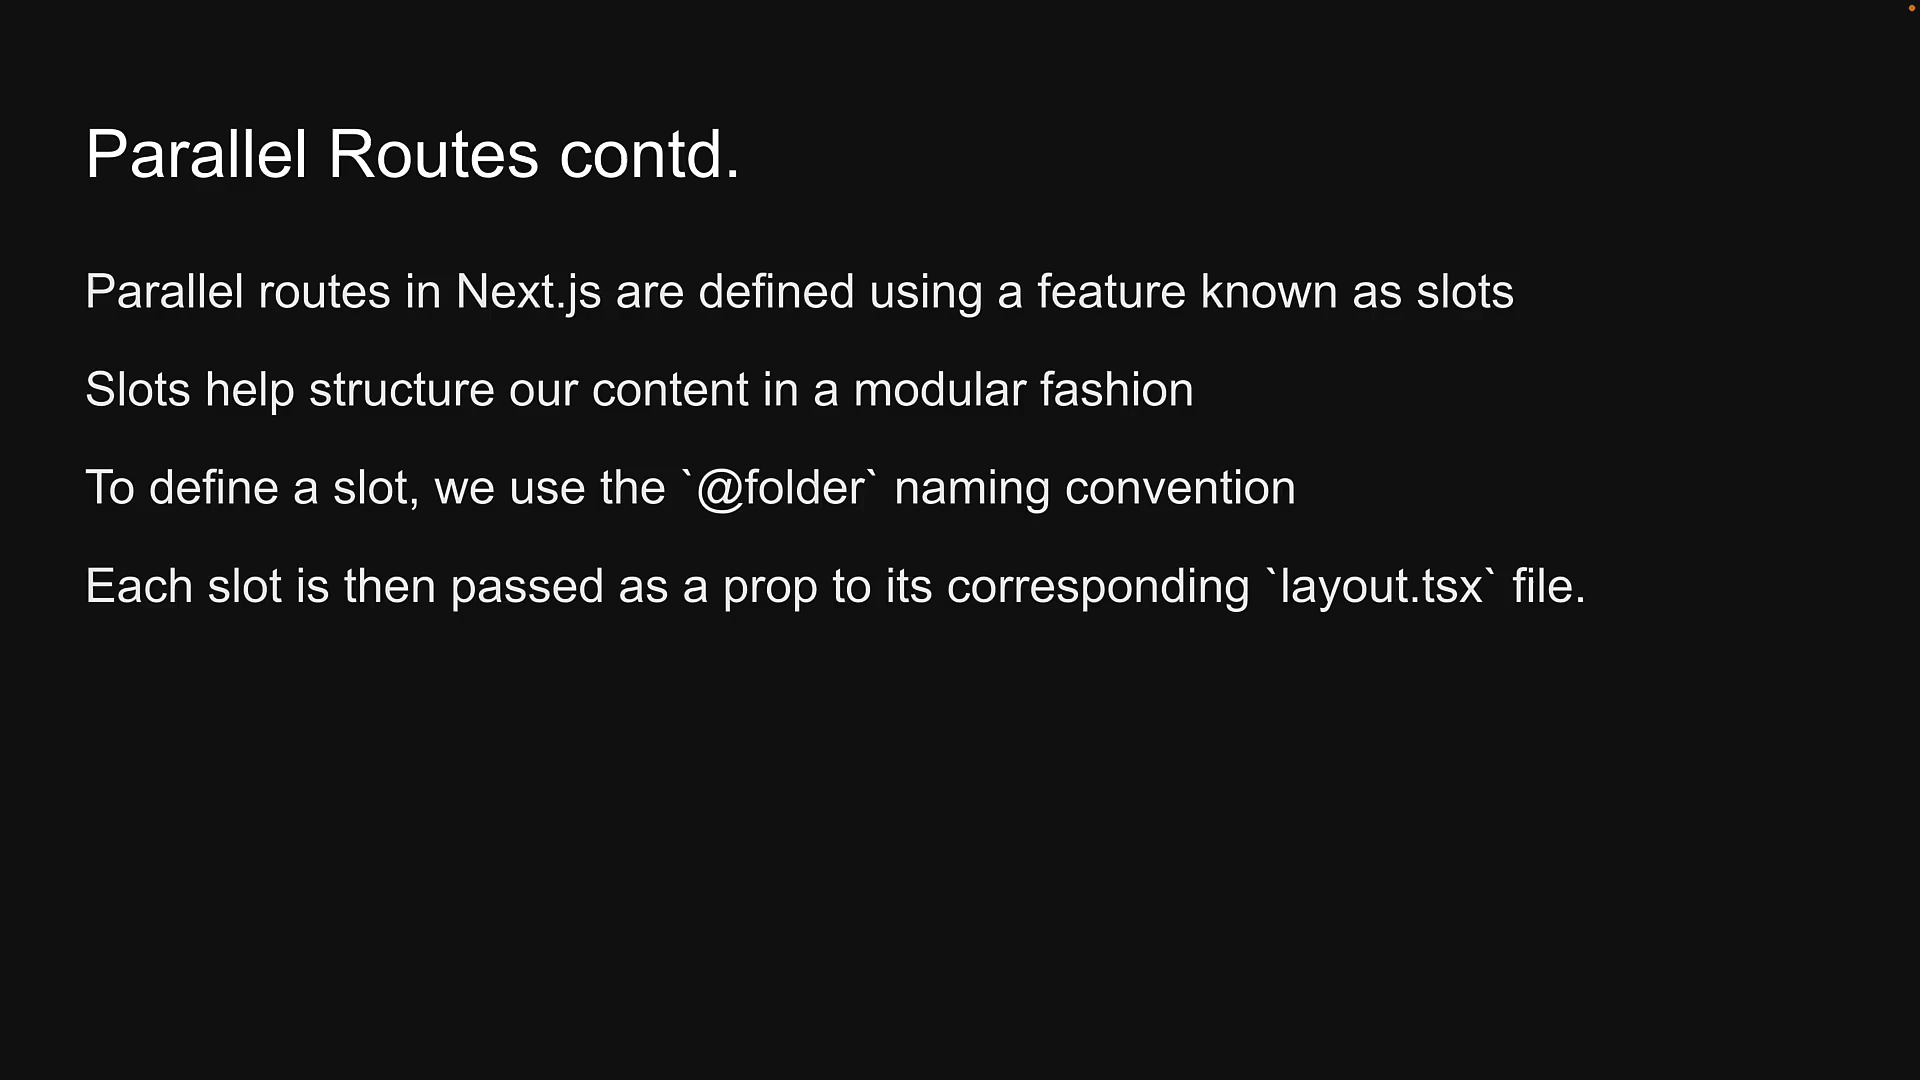 Parallel Routes contd.
Parallel routes in Next.js are defined using a feature known as slots
Slots help structure our content in a modular fashion
To define a slot, we use the `@folder` naming convention
Each slot is then passed as a prop to its corresponding `layout.tsx` file.